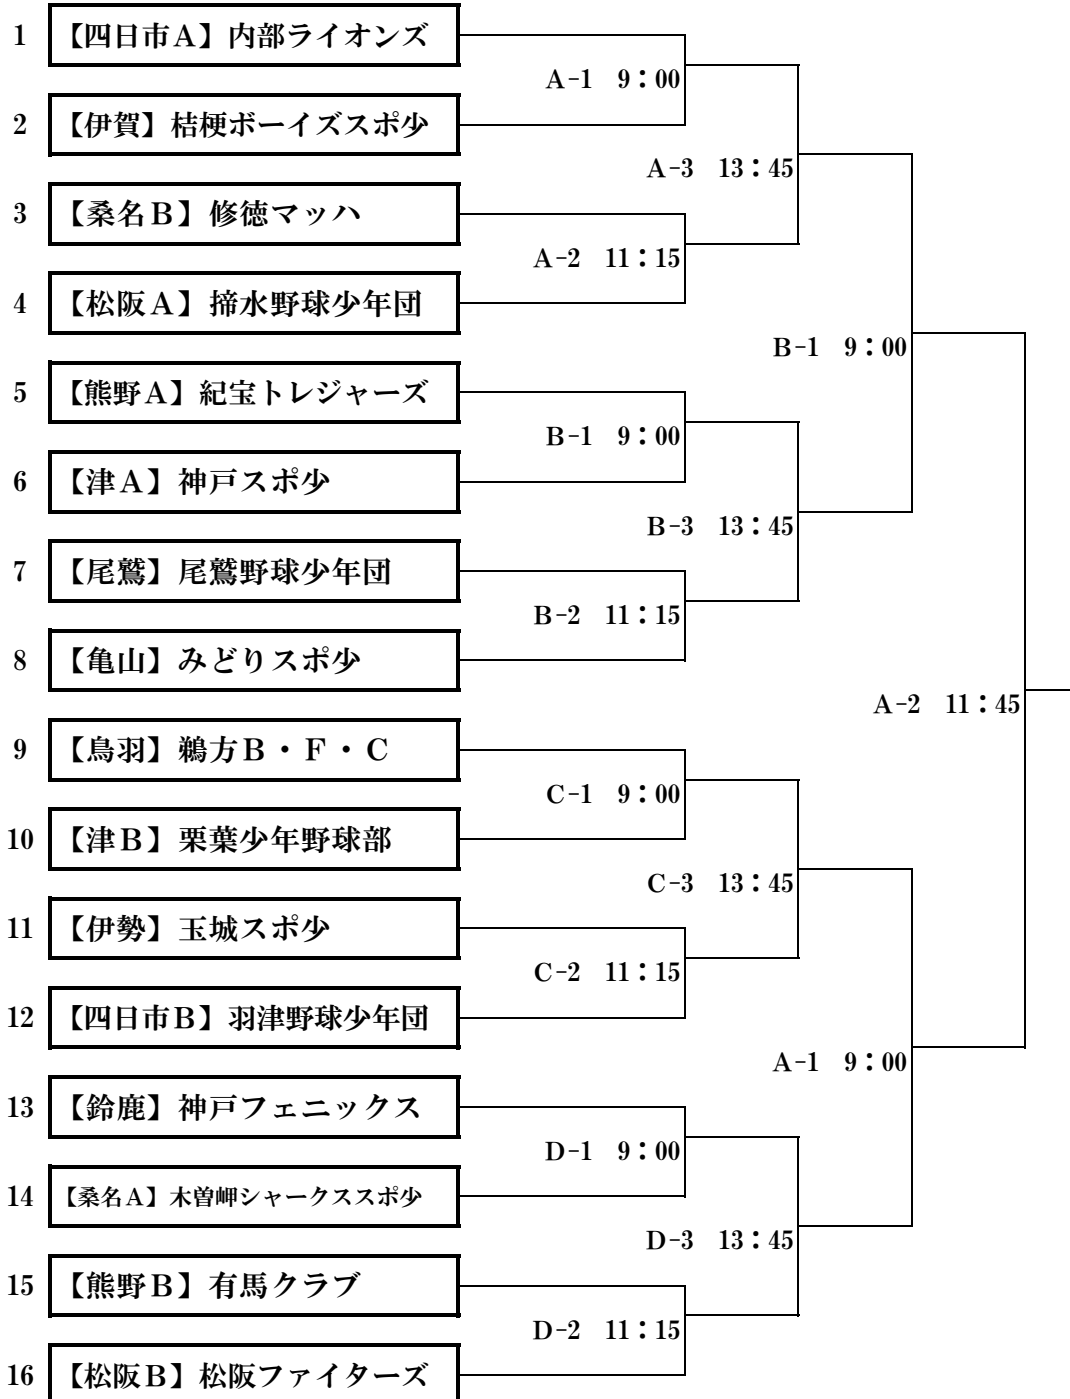 1 【四日市A】内部ライオンズ
A-1 9:00
2 【伊賀】桔梗ボーイズスポ少
A-3 13:45
3 【桑名B】修徳マッハ
A-2 11:15
4 【松阪A】揥水野球少年団
B-1 9:00
5 【熊野A】紀宝トレジャーズ
B-1 9:00
6 【津A】神戸スポ少
B-3 13:45
7 【尾鷲】尾鷲野球少年団
B-2 11:15
8 【亀山】みどりスポ少
A-2 11:45
9 【鳥羽】鵜方B・F・C
C-1 9:00
10 【津B】栗葉少年野球部
C-3 13:45
11 【伊勢】玉城スポ少
C-2 11:15
12 【四日市B】羽津野球少年団
A-1 9:00
13 【鈴鹿】神戸フェニックス
D-1 9:00
14 【桑名A】木曽岬シャークススポ少
D-3 13:45
15 【熊野B】有馬クラブ
D-2 11:15
16 【松阪B】松阪ファイターズ